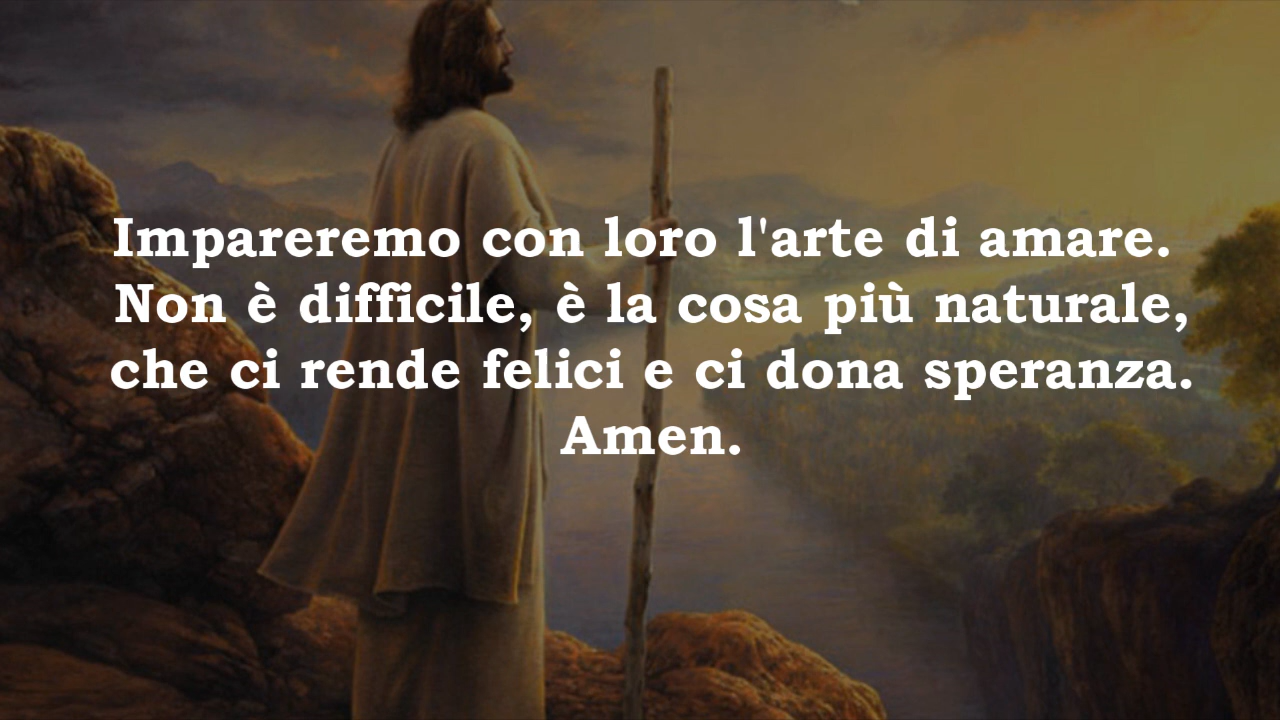 Impareremo con loro l'arte di amare.
Non è difficile, è la cosa più naturale,
che ci rende felici e ci dona speranza.
Amen.